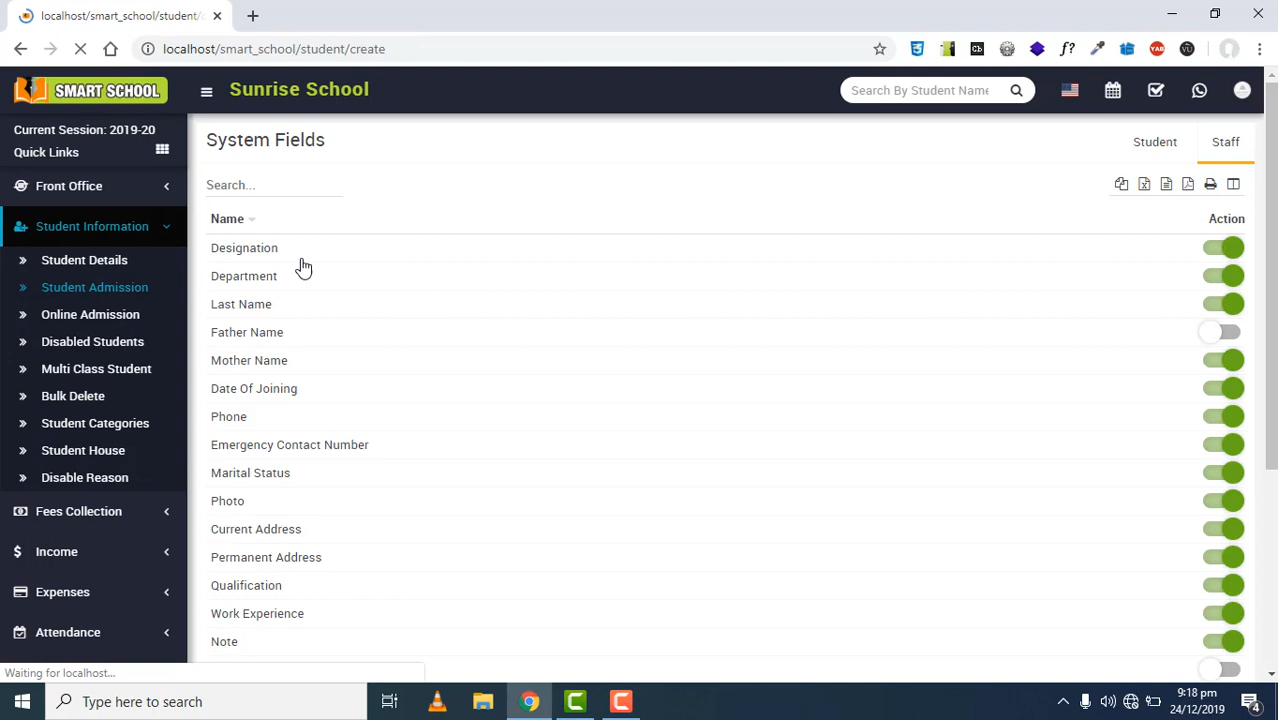 localhost/smart_school/student/c
localhost/smart_school/student/create
SMART SCHOOL
Sunrise School
Search By Student Name
Current Session: 2019-20
Quick Links
Front Office
Student Information
Student Details
Student Admission
Online Admission
Disabled Students
Multi Class Student
Bulk Delete
Student Categories
Student House
Disable Reason
Fees Collection
Income
Expenses
Attendance
System Fields
Student
Staff
Search...
Name
Action
Designation
Department
Last Name
Father Name
Mother Name
Date Of Joining
Phone
Emergency Contact Number
Marital Status
Photo
Current Address
Permanent Address
Qualification
Work Experience
Note
Waiting for localhost...
Type here to search
9:18 pm
24/12/2019
4